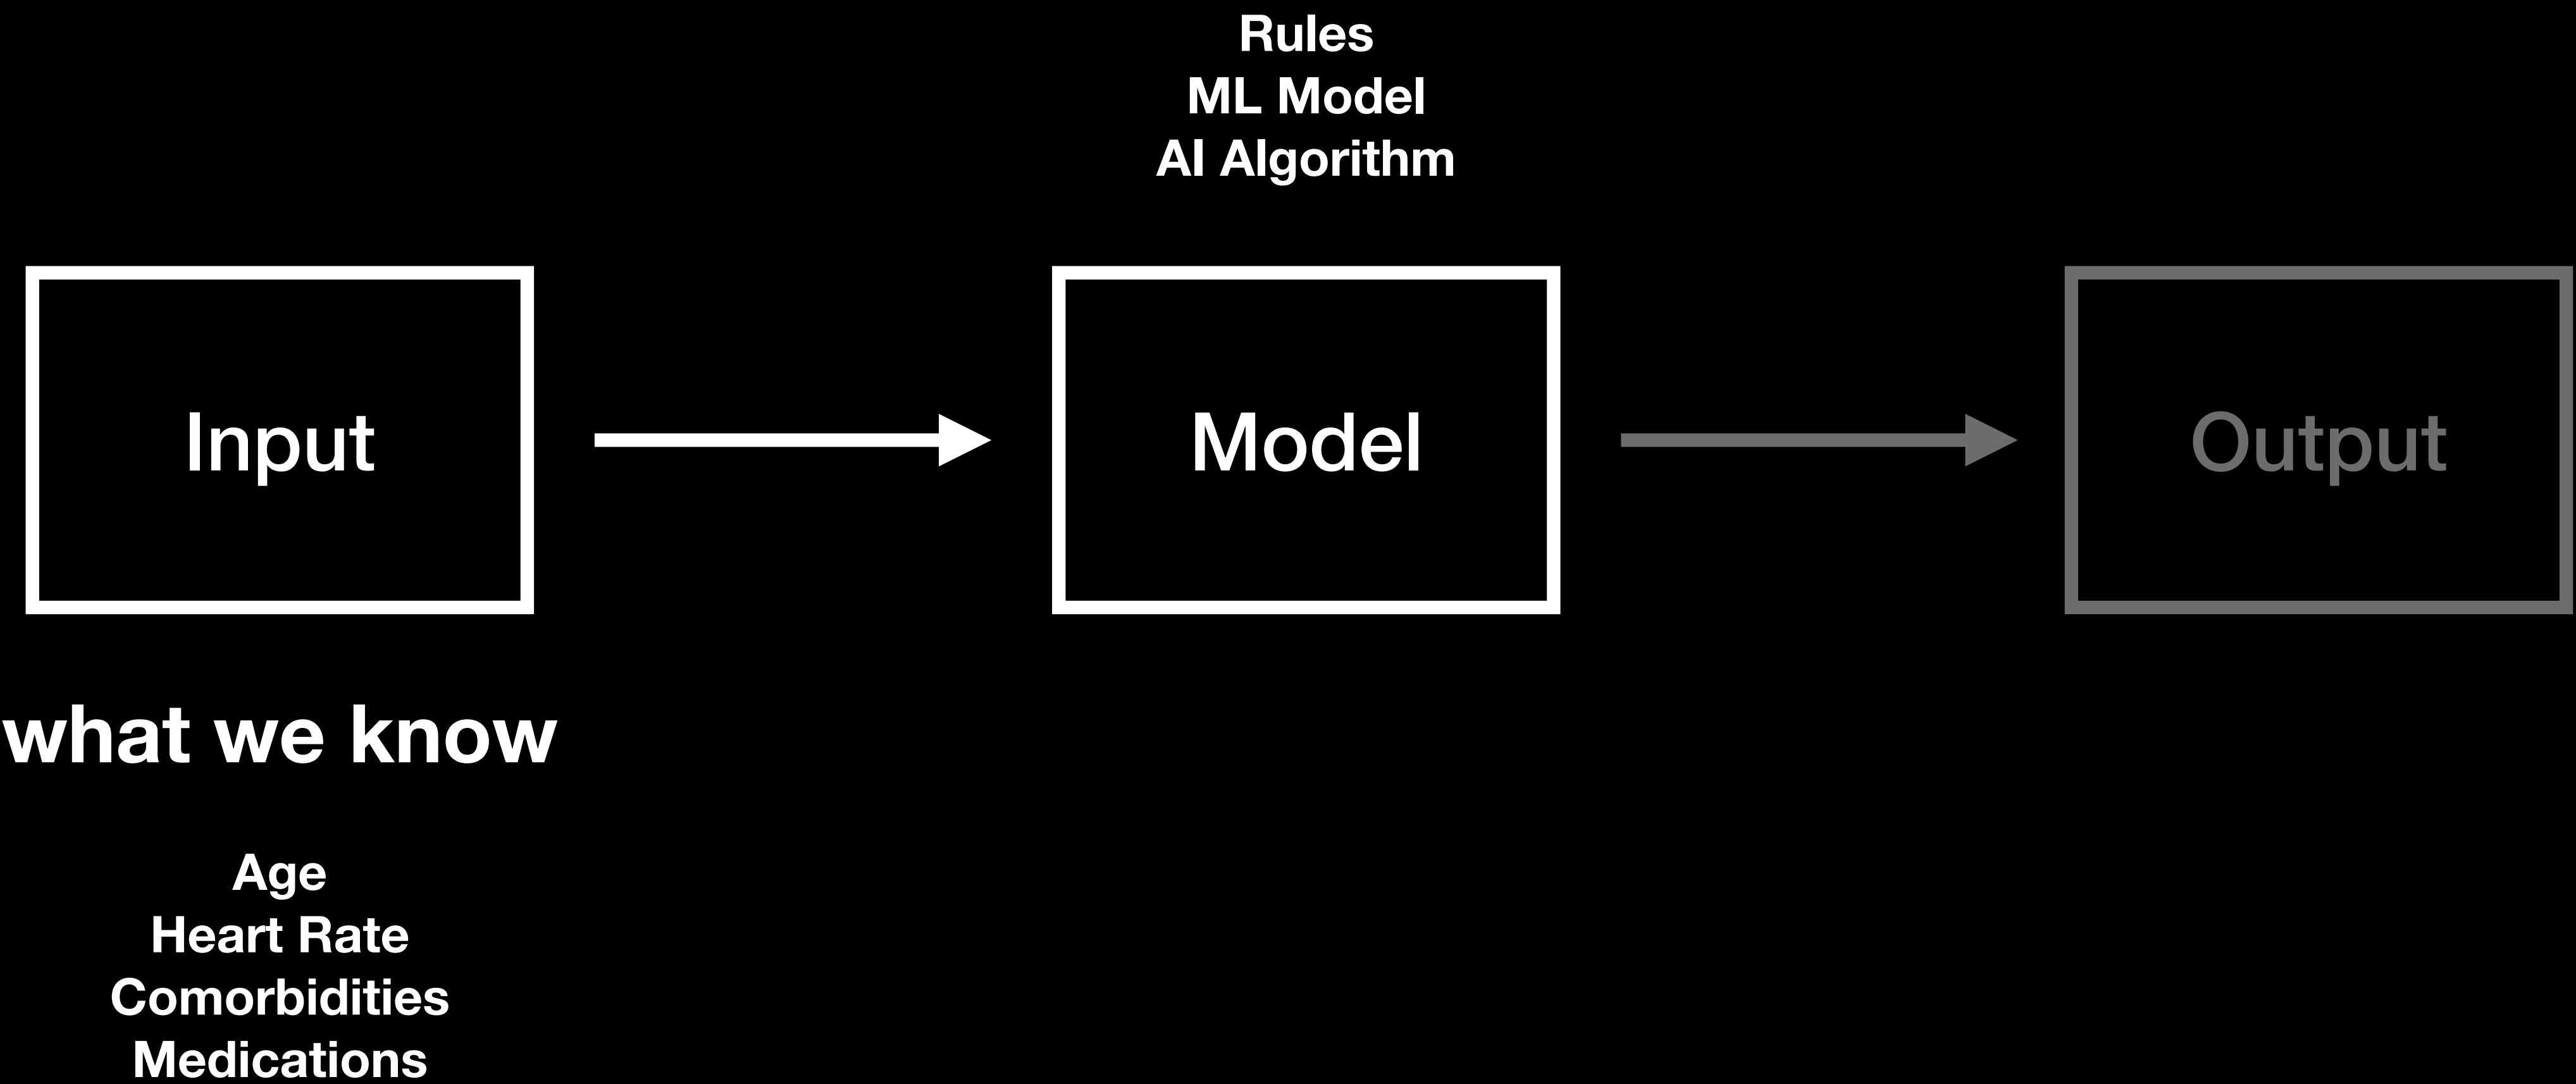 Rules
ML Model
AI Algorithm
Input
Model
Output
what we know
Age
Heart Rate
Comorbidities
Medications